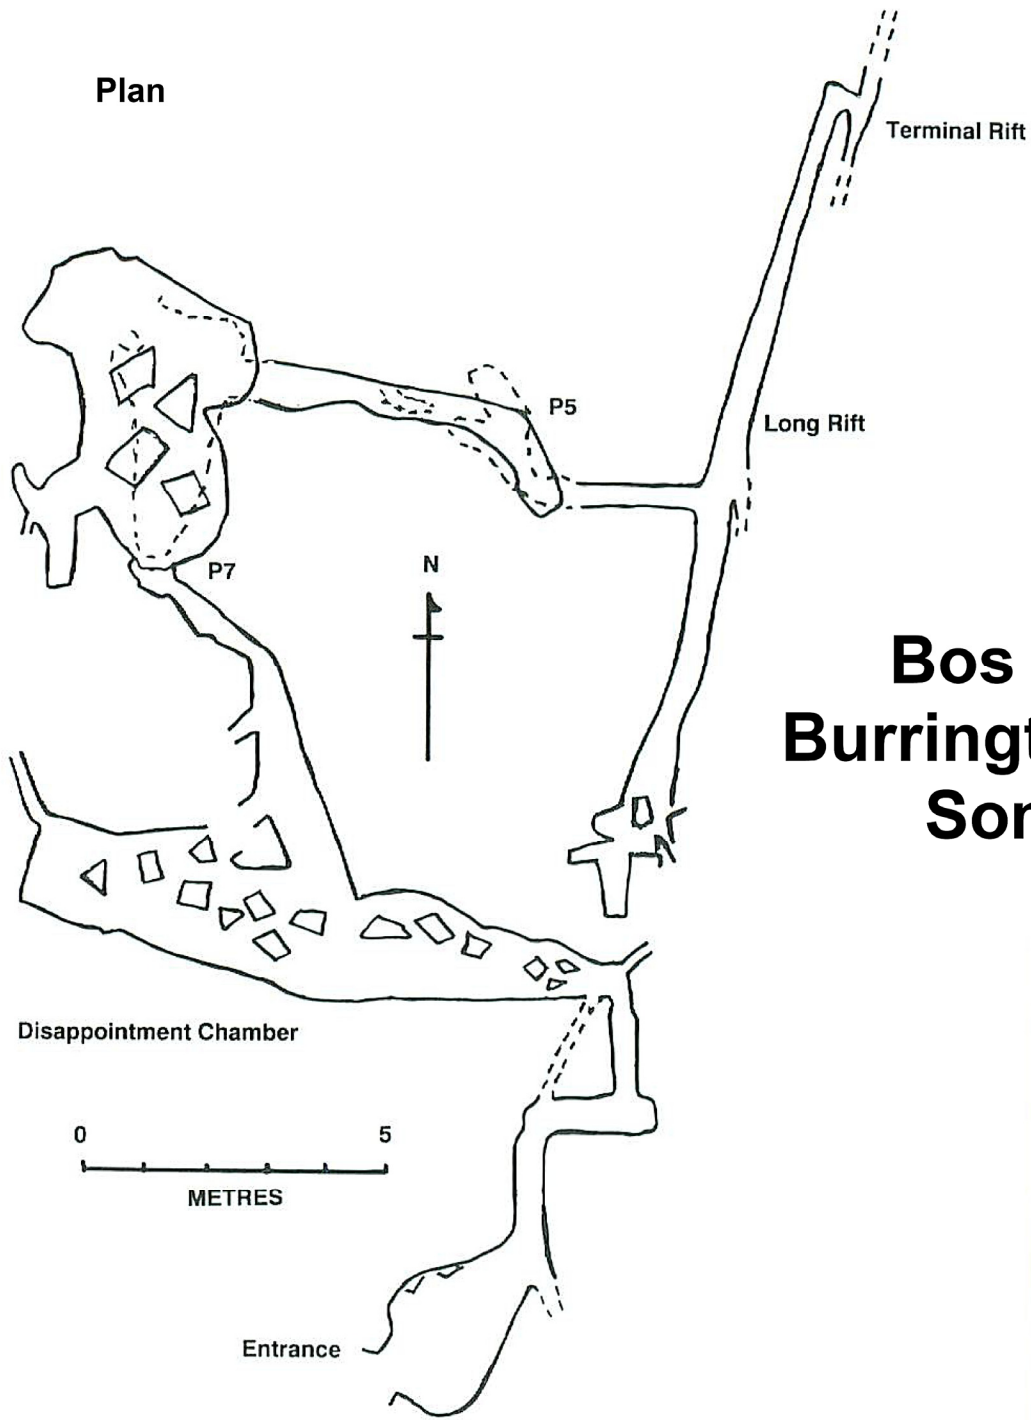 Plan
Terminal Rift
P5
Long Rift
P7
N
Bos
Burringt
Son
Disappointment Chamber
0 5
METRES
Entrance